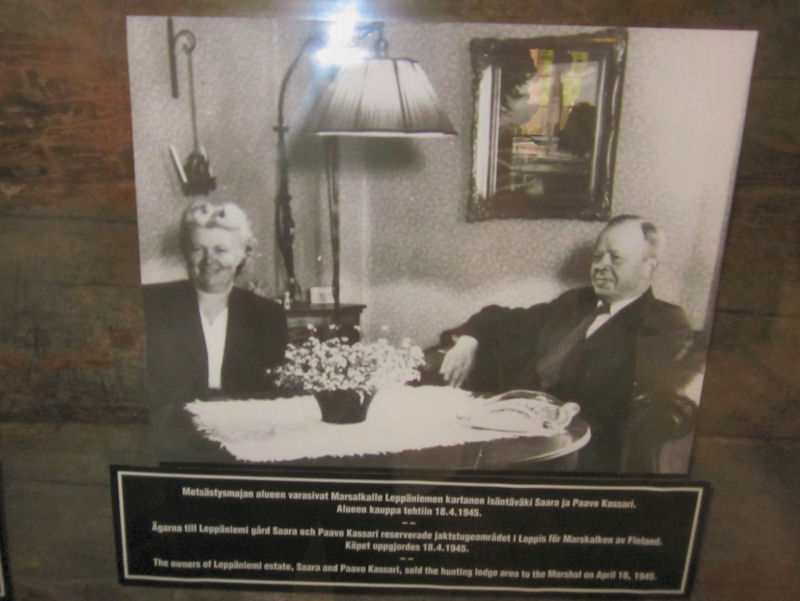 Metsästysmajan alueen varasivat Marsalkalle Leppäniemen kartanon isäntäväki Saara ja Paavo Kassari.
Alueen kauppa tehtiin 18.4.1945.
––
Ägarna till Leppäniemi gård Saara och Paavo Kassari reserverade jaktstugeområdet i Loppis för Marskalken av Finland.
Köpet uppgjordes 18.4.1945.
––
The owners of Leppäniemi estate, Saara and Paavo Kassari, sold the hunting lodge area to the Marshal on April 18, 1945.